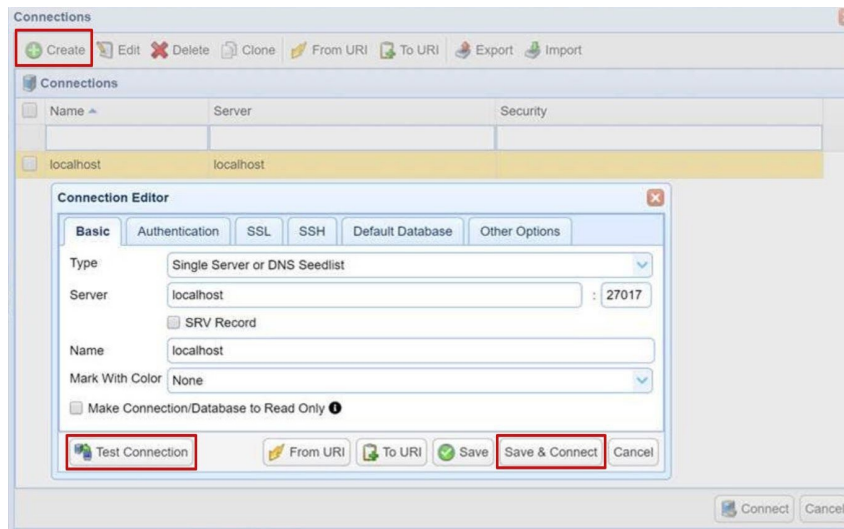 Connections
Create Edit Delete Clone From URI To URI Export Import
Connections
Name Server Security
localhost localhost
Connection Editor
Basic Authentication SSL SSH Default Database Other Options
Type Single Server or DNS Seedlist
Server localhost : 27017
SRV Record
Name localhost
Mark With Color None
Make Connection/Database to Read Only
Test Connection From URI To URI Save Save & Connect Cancel
Connect Cancel